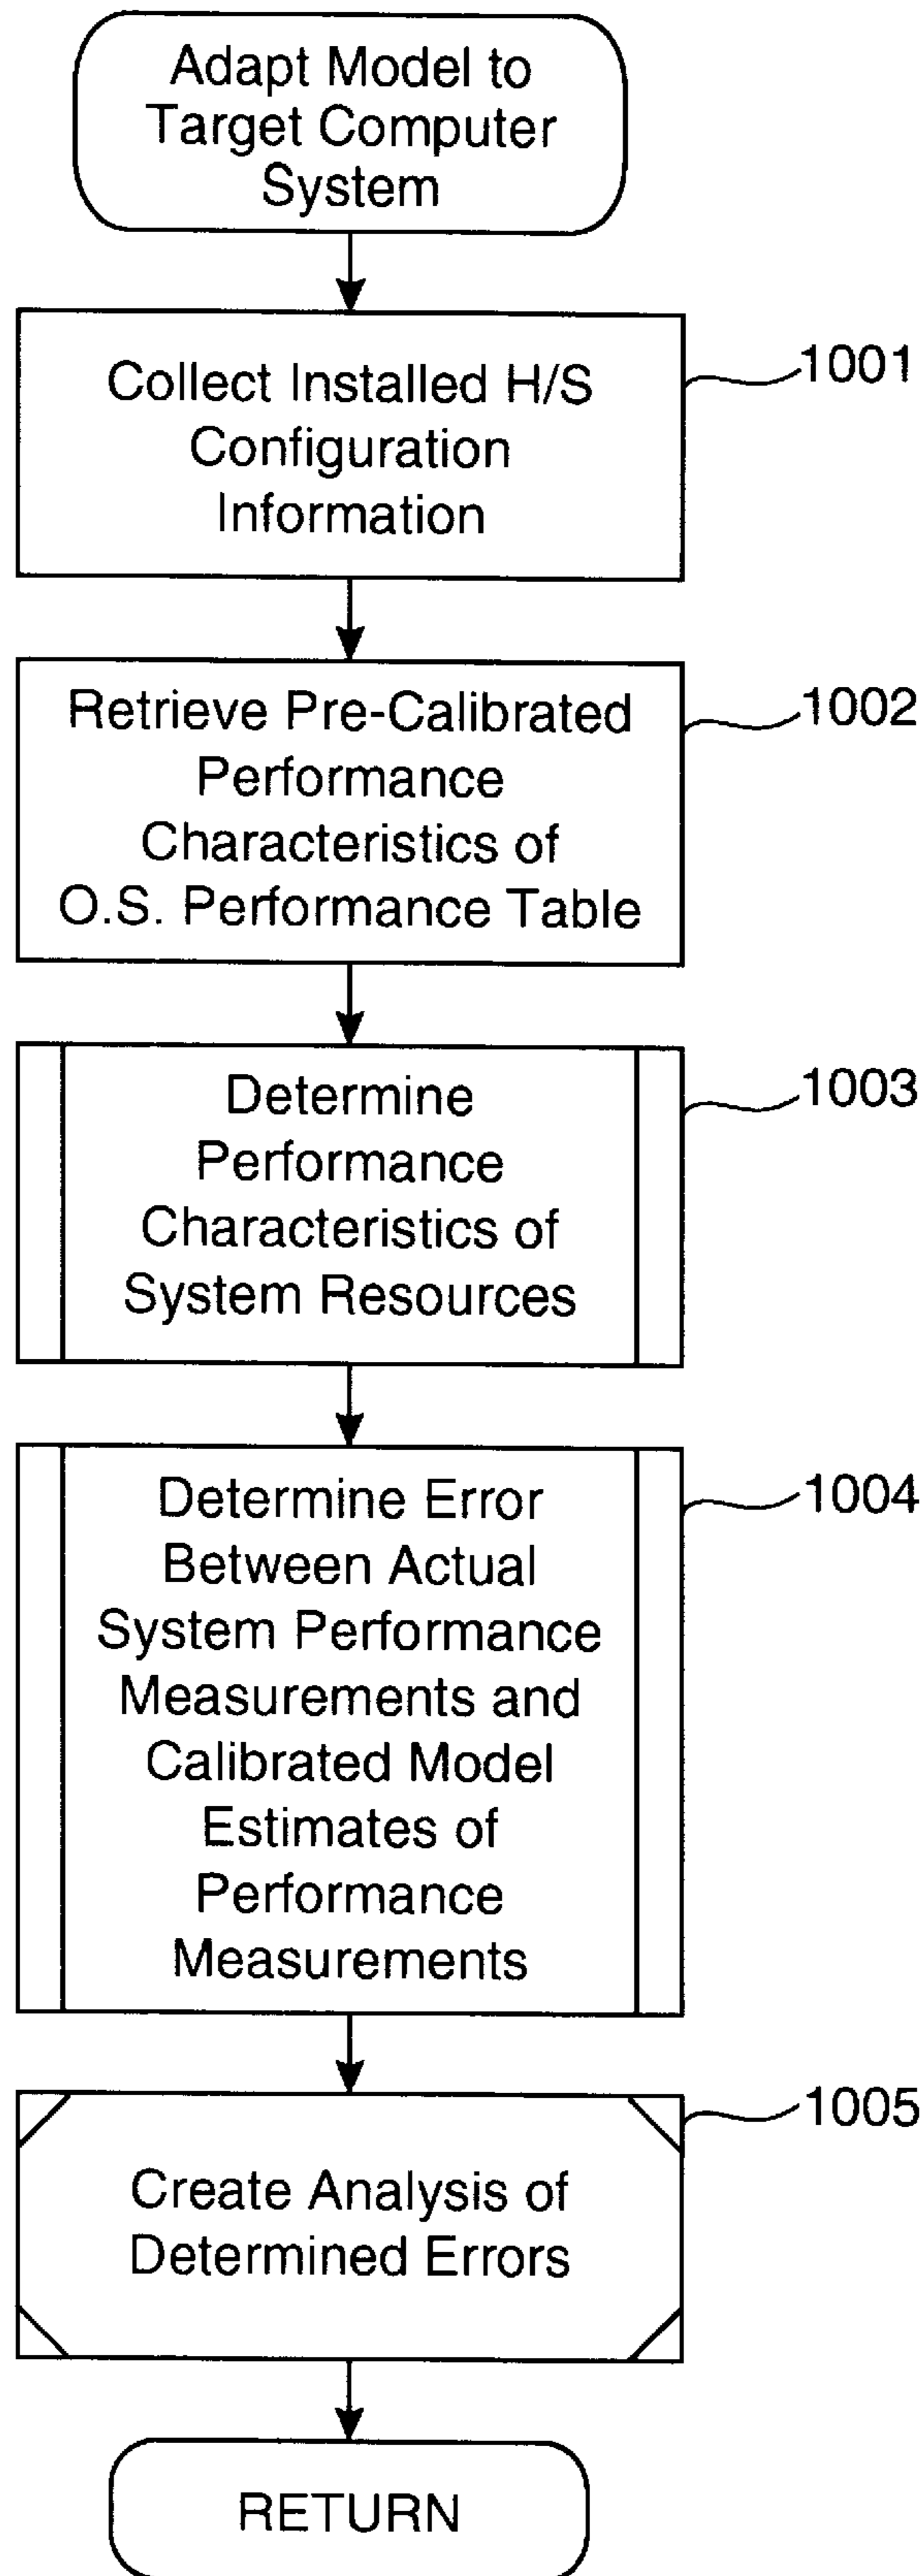 Adapt Model to
Target Computer
System
Collect Installed H/S
Configuration
Information
1001
Retrieve Pre-Calibrated
Performance
Characteristics of
O.S. Performance Table
1002
Determine
Performance
Characteristics of
System Resources
1003
Determine Error
Between Actual
System Performance
Measurements and
Calibrated Model
Estimates of
Performance
Measurements
1004
Create Analysis of
Determined Errors
1005
RETURN